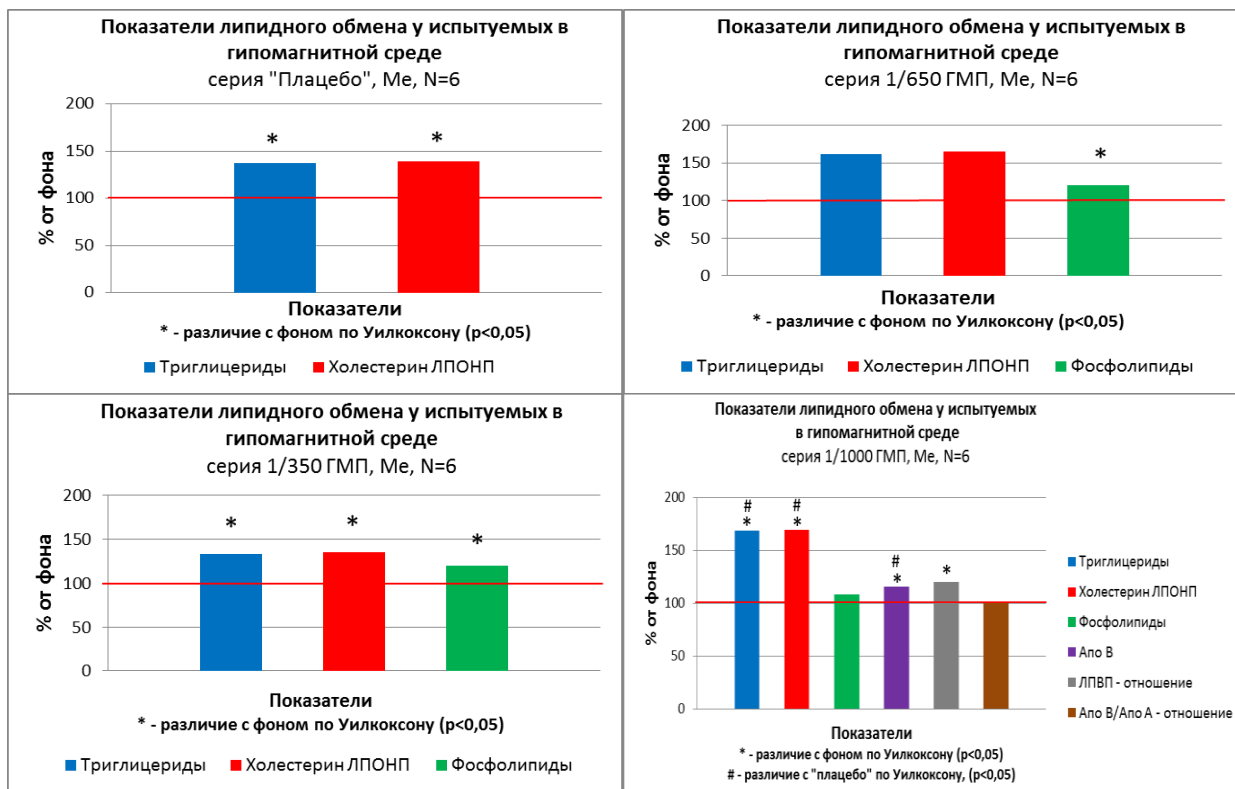 Показатели липидного обмена у испытуемых в
гипомагнитной среде
серия "Плацебо", Me, N=6
% от фона
200
150
100
50
0
* *
Показатели
* - различие с фоном по Уилкоксону (p<0,05)
Триглицериды Холестерин ЛПОНП
Показатели липидного обмена у испытуемых в
гипомагнитной среде
серия 1/650 ГМП, Me, N=6
% от фона
200
150
100
50
0
*
Показатели
* - различие с фоном по Уилкоксону (p<0,05)
Триглицериды Холестерин ЛПОНП Фосфолипиды
Показатели липидного обмена у испытуемых в
гипомагнитной среде
серия 1/350 ГМП, Me, N=6
% от фона
200
150
100
50
0
* * *
Показатели
* - различие с фоном по Уилкоксону (p<0,05)
Триглицериды Холестерин ЛПОНП Фосфолипиды
Показатели липидного обмена у испытуемых
в гипомагнитной среде
серия 1/1000 ГМП, Me, N=6
% от фона
200
150
100
50
0
# #
* *
#
* *
Триглицериды
Холестерин ЛПОНП
Фосфолипиды
Апо В
ЛПВП - отношение
Апо В/Апо А - отношение
Показатели
* - различие с фоном по Уилкоксону (p<0,05)
# - различие с "плацебо" по Уилкоксону, (p<0,05)